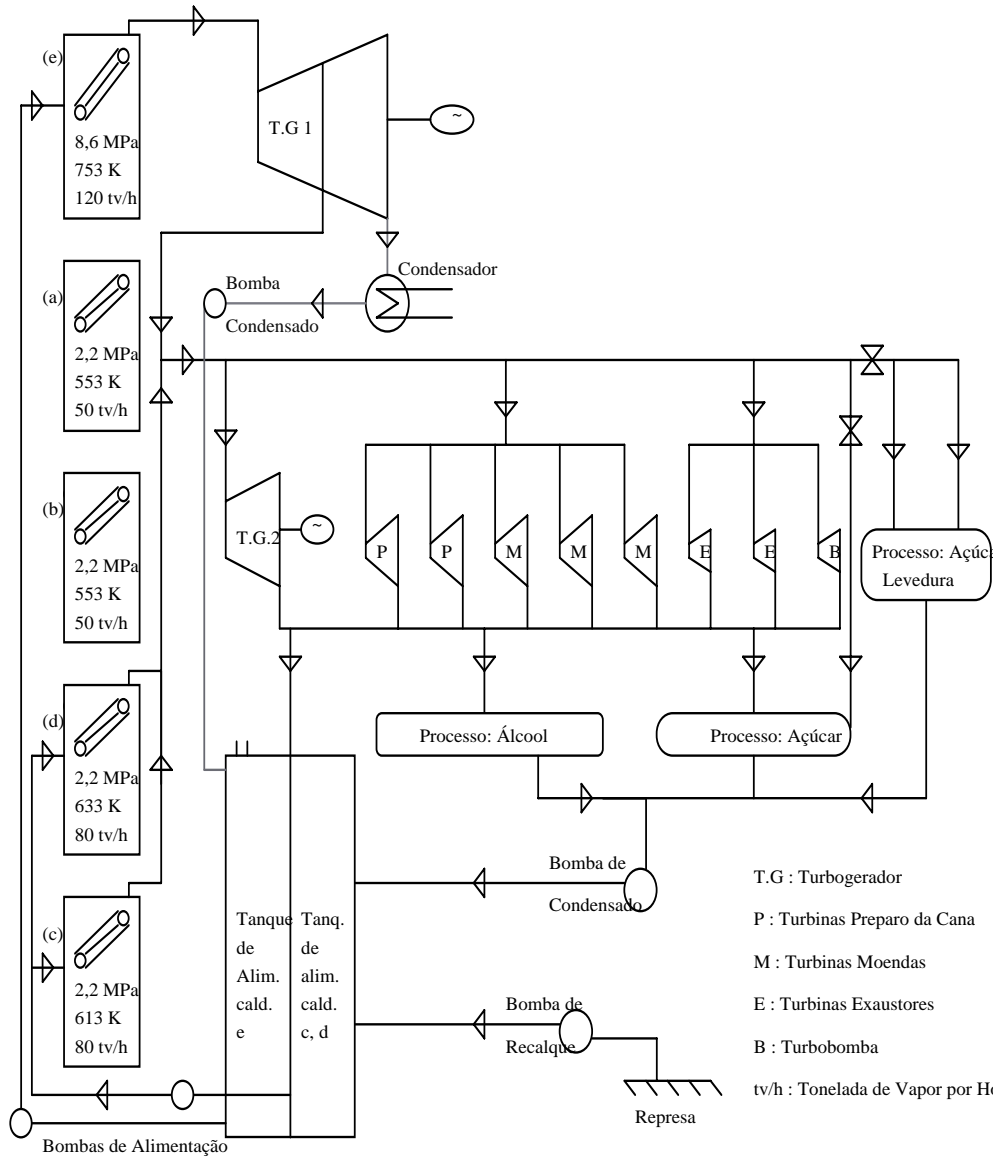 (e)
8,6 MPa
753 K
120 tv/h
T.G 1
~
(a)
2,2 MPa
553 K
50 tv/h
Bomba
Condensado
Condensador
(b)
2,2 MPa
553 K
50 tv/h
T.G.2
~
P
P
M
M
M
E
E
B
Processo: Açúca
Levedura
(d)
2,2 MPa
633 K
80 tv/h
Processo: Álcool
Processo: Açúcar
(c)
2,2 MPa
613 K
80 tv/h
Tanque
de
Alim.
cald.
e
Tanq.
de
alim.
cald.
c, d
Bomba de
Condensado
Bomba de
Recalque
Represa
Bombas de Alimentação
T.G : Turbogerador
P : Turbinas Preparo da Cana
M : Turbinas Moendas
E : Turbinas Exaustores
B : Turbobomba
tv/h : Tonelada de Vapor por Ho